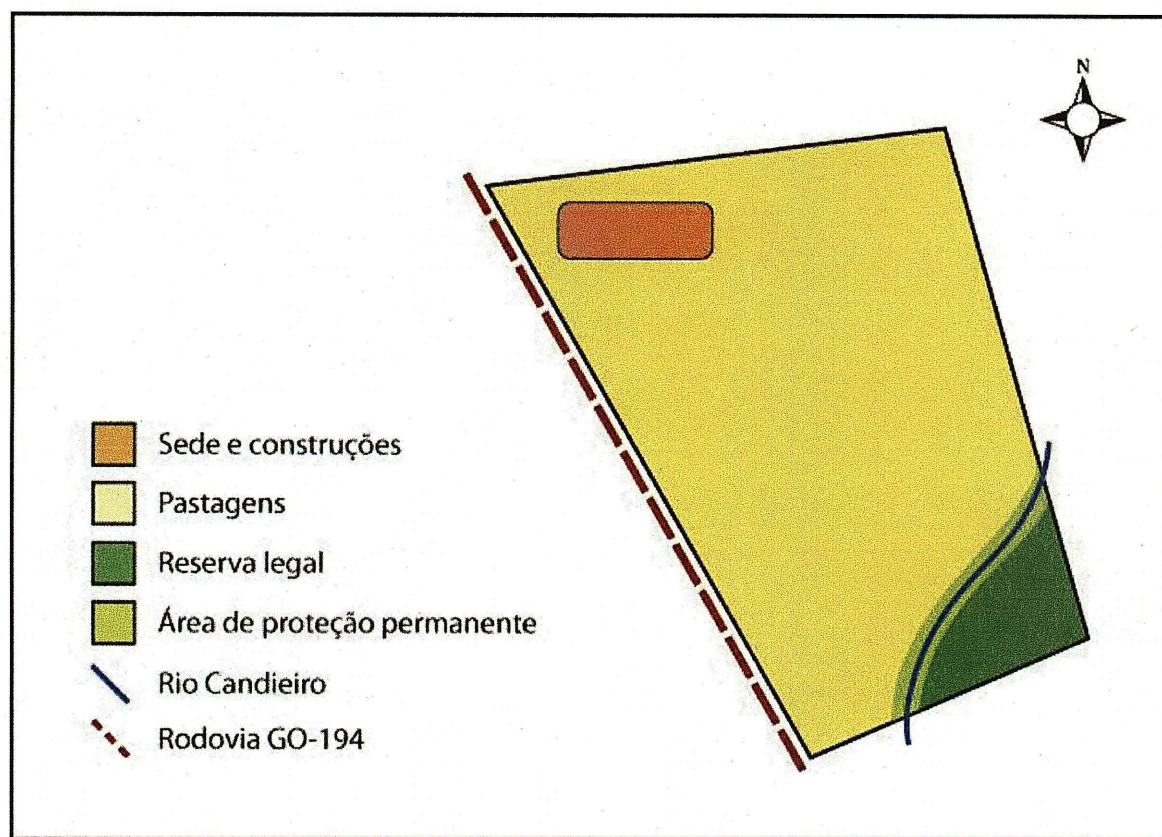 N
Sede e construções
Pastagens
Reserva legal
Área de proteção permanente
Rio Candieiro
Rodovia GO-194